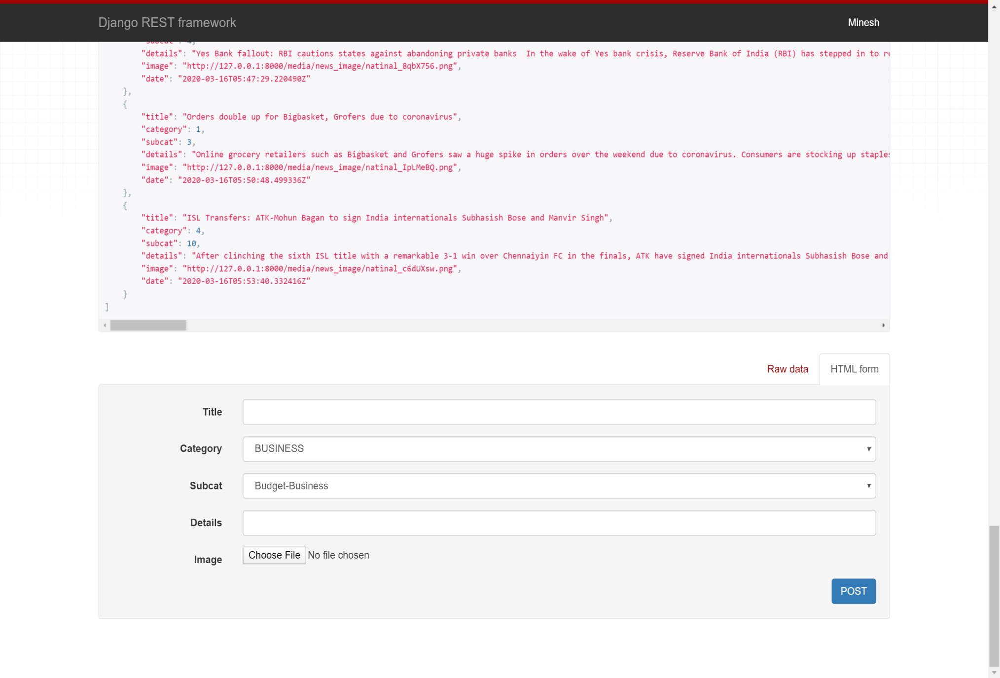 Django REST framework
Minesh
"subcat": 4,
"details": "Yes Bank fallout: RBI cautions states against abandoning private banks  In the wake of Yes bank crisis, Reserve Bank of India (RBI) has stepped in to
"image": "http://127.0.0.1:8000/media/news_image/natinal_8qbX756.png",
"date": "2020-03-16T05:47:29.220490Z"
},
{
"title": "Orders double up for Bigbasket, Grofers due to coronavirus",
"category": 1,
"subcat": 3,
"details": "Online grocery retailers such as Bigbasket and Grofers saw a huge spike in orders over the weekend due to coronavirus. Consumers are stocking up staples
"image": "http://127.0.0.1:8000/media/news_image/natinal_IpLMeBQ.png",
"date": "2020-03-16T05:50:48.499336Z"
},
{
"title": "ISL Transfers: ATK-Mohun Bagan to sign India internationals Subhasish Bose and Manvir Singh",
"category": 4,
"subcat": 10,
"details": "After clinching the sixth ISL title with a remarkable 3-1 win over Chennaiyin FC in the finals, ATK have signed India internationals Subhasish Bose and
"image": "http://127.0.0.1:8000/media/news_image/natinal_c6dUXsw.png",
"date": "2020-03-16T05:53:40.332416Z"
}
]
Raw data
HTML form
Title
Category
BUSINESS
Subcat
Budget-Business
Details
Image
Choose File No file chosen
POST